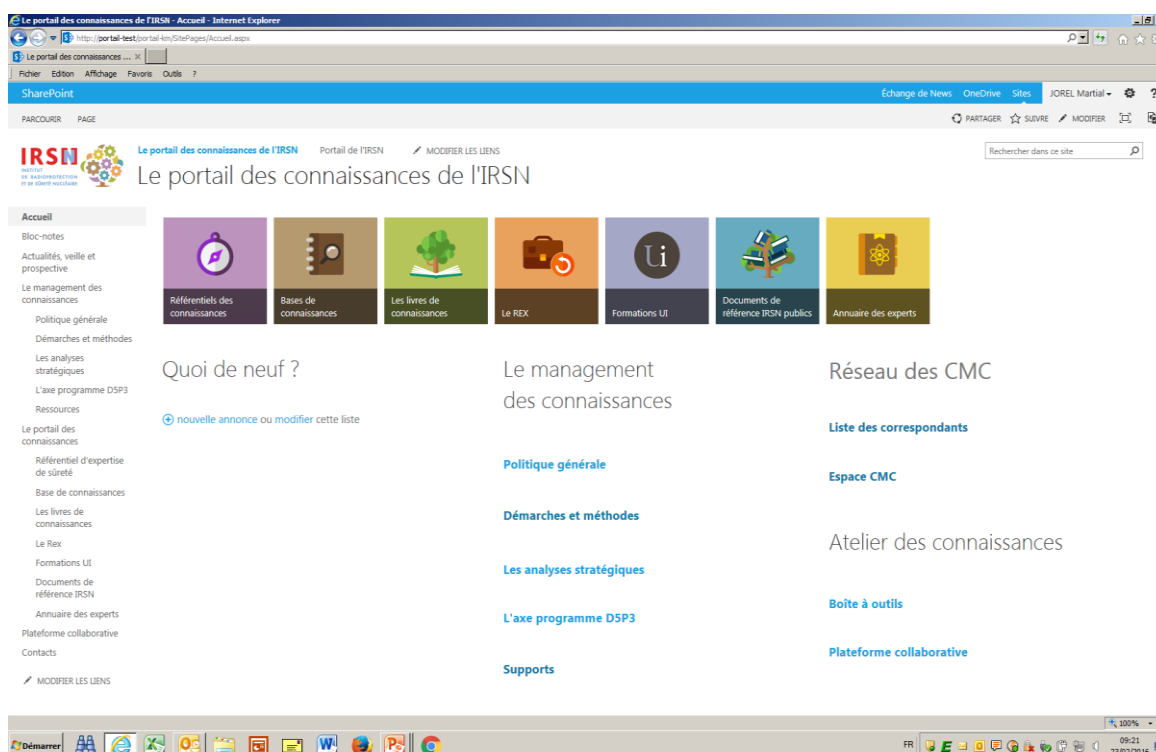 Le portail des connaissances de l'IRSN - Accueil - Internet Explorer
http://portail-test/portail-km/SitePages/Accueil.aspx
Le portail des connaissances ...
Fichier Edition Affichage Favoris Outils ?
SharePoint
Échange de News OneDrive Sites JOREL Martial ?
PARCOURIR PAGE
PARTAGER SUIVRE MODIFIER
IRSN
INSTITUT
DE RADIOPROTECTION
ET DE SÛRETÉ NUCLÉAIRE
Le portail des connaissances de l'IRSN Portail de l'IRSN MODIFIER LES LIENS
Rechercher dans ce site
Le portail des connaissances de l'IRSN
Accueil
Bloc-notes
Actualités, veille et
prospective
Le management des
connaissances
Politique générale
Démarches et méthodes
Les analyses
stratégiques
L'axe programme D5P3
Ressources
Le portail des
connaissances
Référentiel d'expertise
de sûreté
Base de connaissances
Les livres de
connaissances
Le Rex
Formations UI
Documents de
référence IRSN
Annuaire des experts
Plateforme collaborative
Contacts
MODIFIER LES LIENS
Référentiels des
connaissances
Bases de
connaissances
Les livres de
connaissances
Le REX
Ui
Formations UI
Documents de
référence IRSN publics
Annuaire des experts
Quoi de neuf ?
nouvelle annonce ou modifier cette liste
Le management
des connaissances
Politique générale
Démarches et méthodes
Les analyses stratégiques
L'axe programme D5P3
Supports
Réseau des CMC
Liste des correspondants
Espace CMC
Atelier des connaissances
Boîte à outils
Plateforme collaborative
100%
Démarrer
FR
09:21
23/02/2016